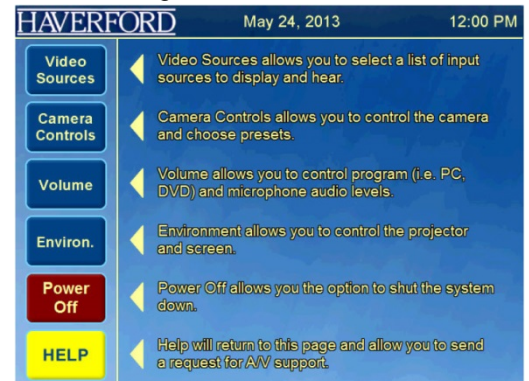 HAVERFORD May 24, 2013 12:00 PM
Video
Sources
Video Sources allows you to select a list of input
sources to display and hear.
Camera
Controls
Camera Controls allows you to control the camera
and choose presets.
Volume
Volume allows you to control program (i.e. PC,
DVD) and microphone audio levels.
Environ.
Environment allows you to control the projector
and screen.
Power
Off
Power Off allows you the option to shut the system
down.
HELP
Help will return to this page and allow you to send
a request for A/V support.